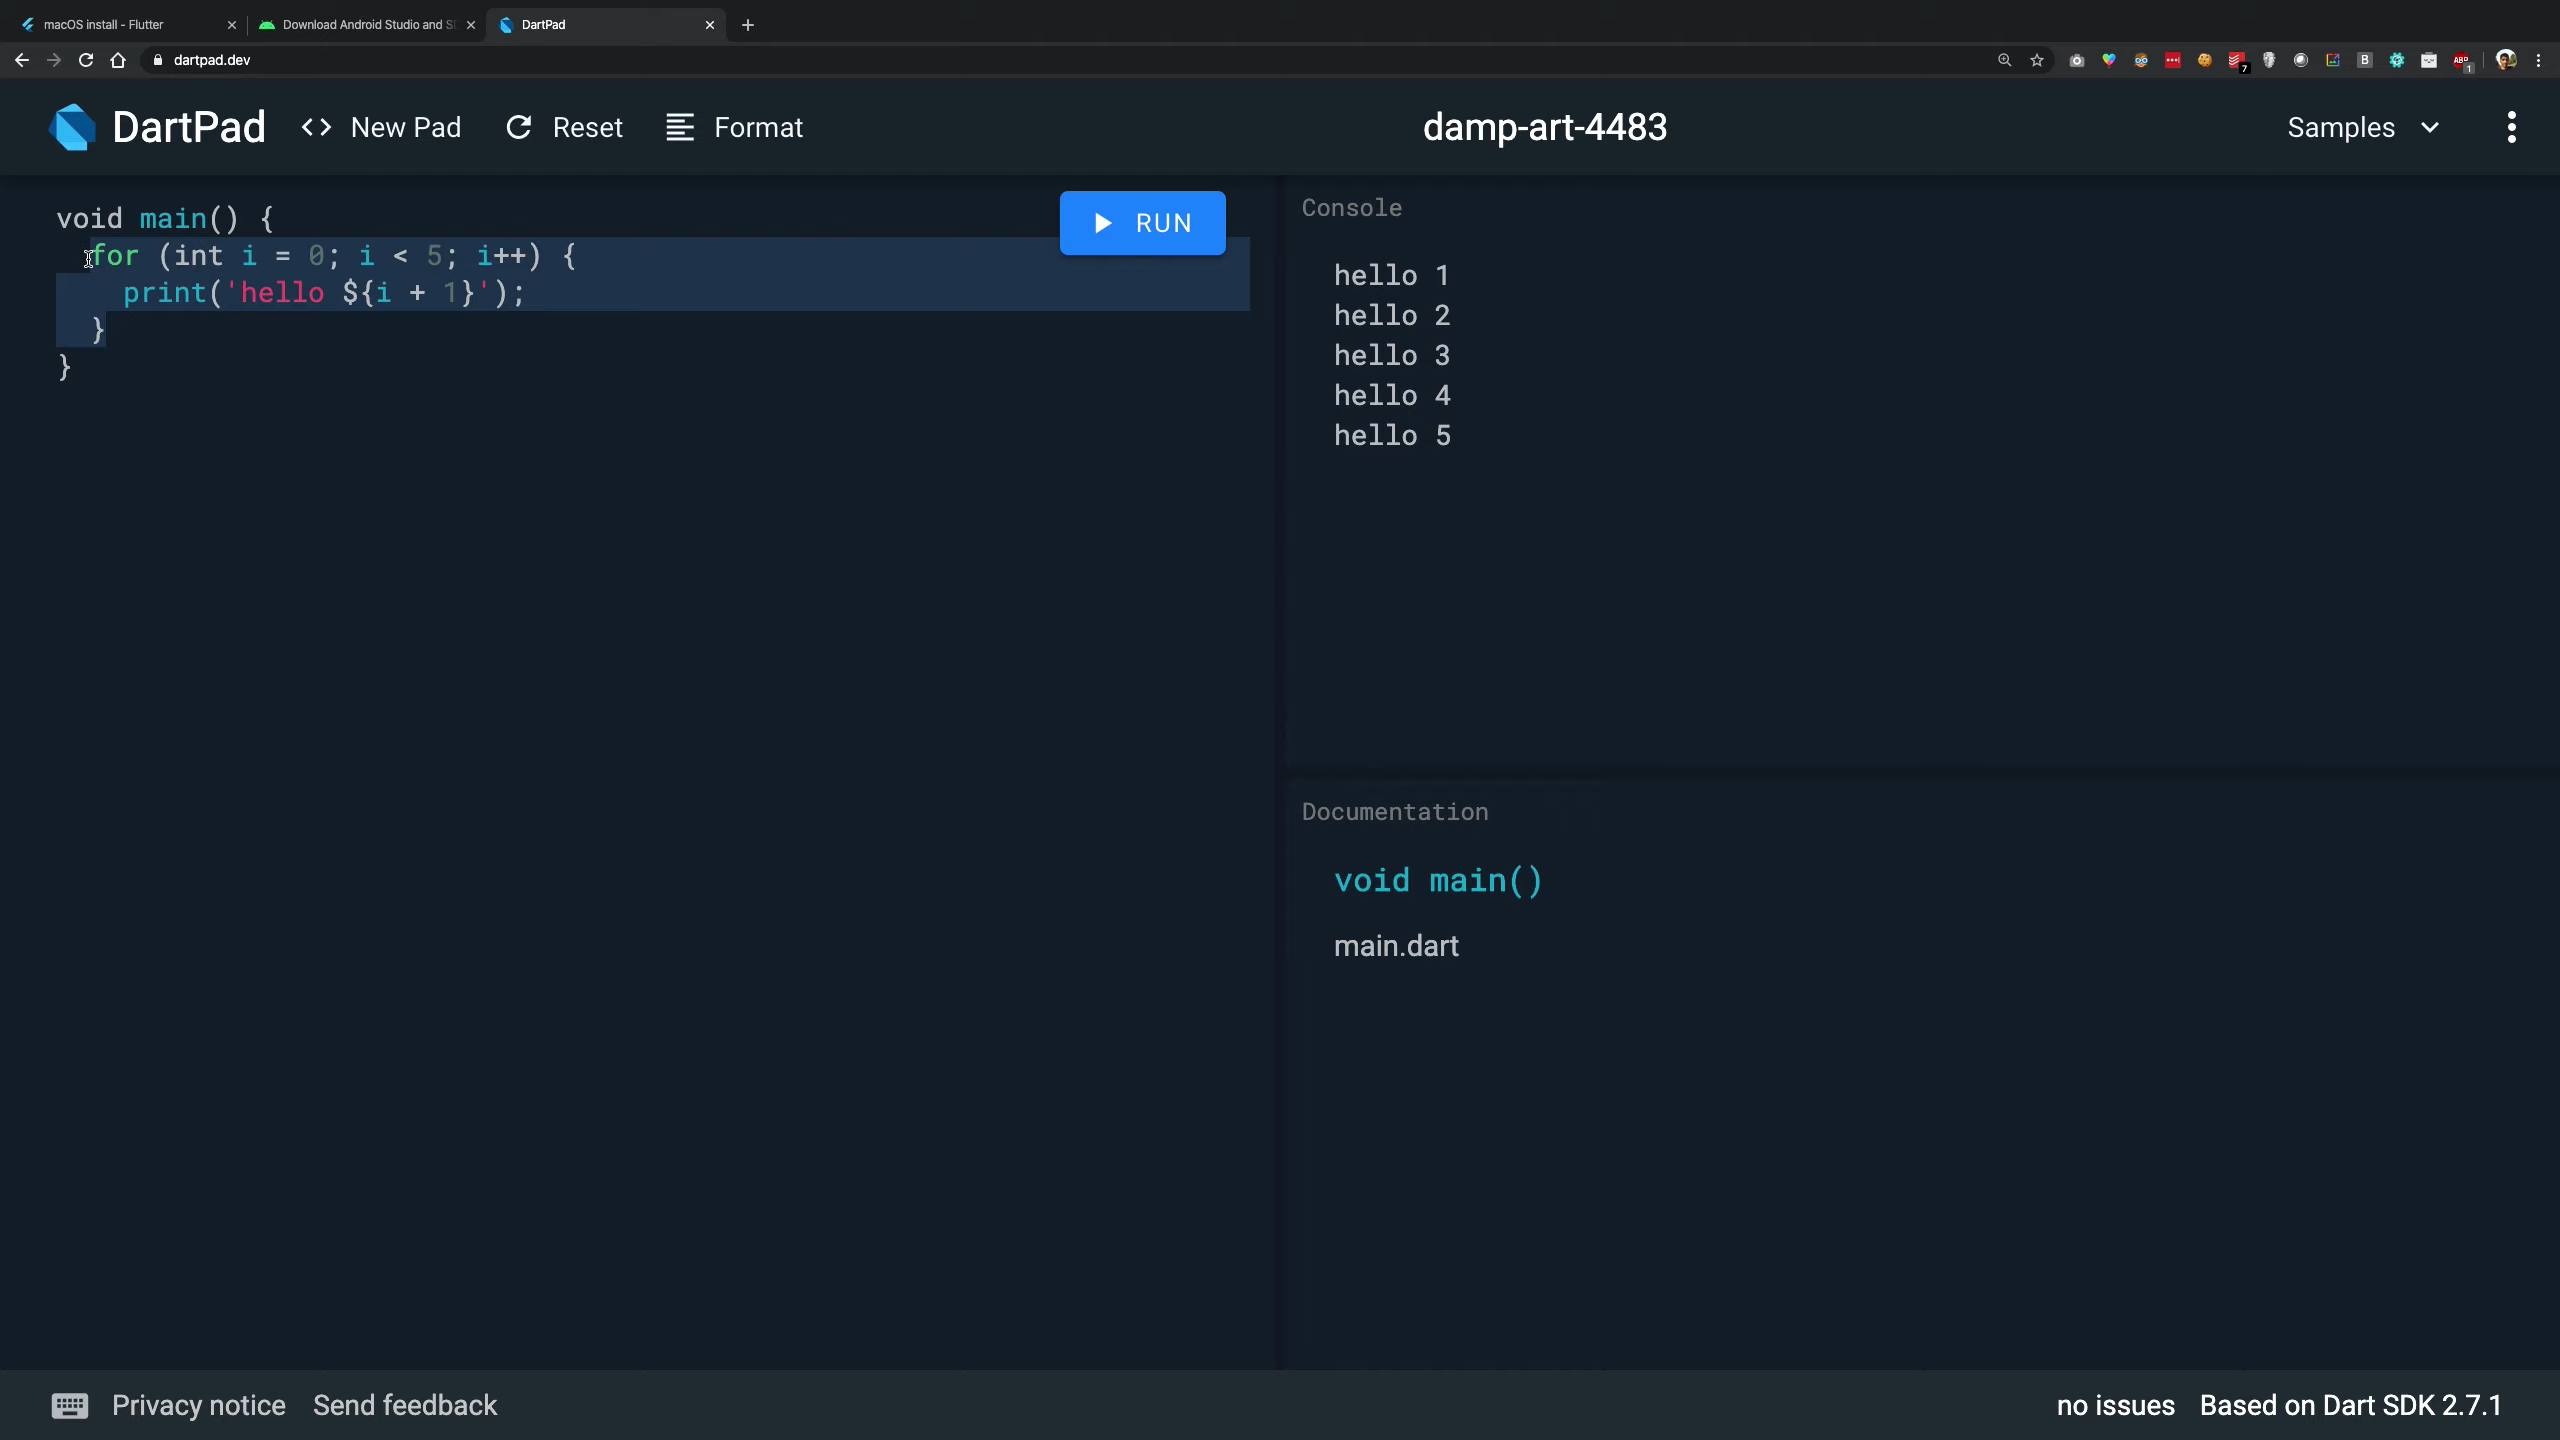 macOS install - Flutter
Download Android Studio and S
DartPad
dartpad.dev
7
B
ABP
1
DartPad
<> New Pad
Reset
Format
damp-art-4483
Samples
void main() {
for (int i = 0; i < 5; i++) {
print('hello ${i + 1}');
}
}
RUN
Console
hello 1
hello 2
hello 3
hello 4
hello 5
Documentation
void main()
main.dart
Privacy notice
Send feedback
no issues
Based on Dart SDK 2.7.1